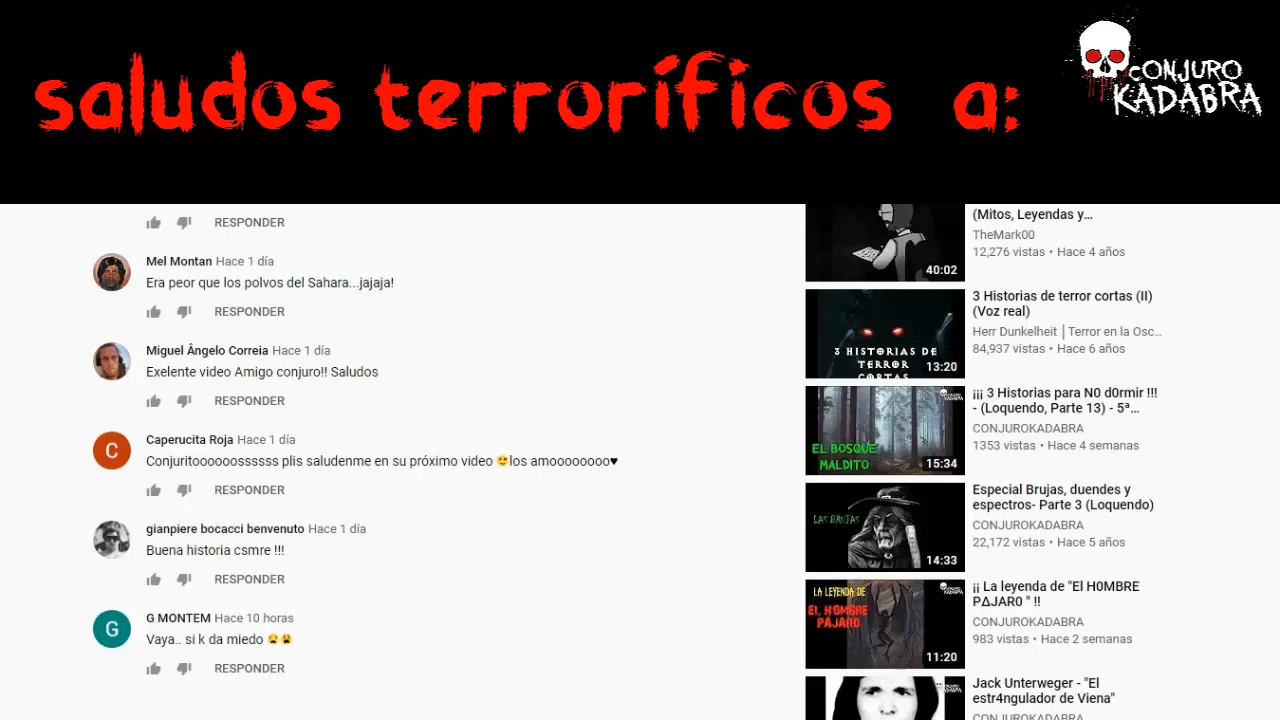 saludos terroríficos a:
CONJURO
KADABRA
RESPONDER
Mel Montan Hace 1 día
Era peor que los polvos del Sahara...jajaja!
RESPONDER
Miguel Ângelo Correia Hace 1 día
Exelente video Amigo conjuro!! Saludos
RESPONDER
C
Caperucita Roja Hace 1 día
Conjuritoooooossssss plis saludenme en su próximo video 😍los amoooooooo♥
RESPONDER
gianpiere bocacci benvenuto Hace 1 día
Buena historia csmre !!!
RESPONDER
G
G MONTEM Hace 10 horas
Vaya.. si k da miedo 😧😫
RESPONDER
40:02
(Mitos, Leyendas y...
TheMark00
12,276 vistas • Hace 4 años
3 HISTORIAS DE
TERROR
CORTAS
13:20
3 Historias de terror cortas (II)
(Voz real)
Herr Dunkelheit | Terror en la Osc...
84,937 vistas • Hace 6 años
CONJURO
KADABRA
EL BOSQUE
MALDITO
15:34
¡¡¡ 3 Historias para N0 d0rmir !!!
- (Loquendo, Parte 13) - 5ª...
CONJUROKADABRA
1353 vistas • Hace 4 semanas
LAS BRUJAS
14:33
Especial Brujas, duendes y
espectros- Parte 3 (Loquendo)
CONJUROKADABRA
22,172 vistas • Hace 5 años
LA LEYENDA DE
EL HOMBRE
PÁJARO
CONJURO
KADABRA
11:20
¡¡ La leyenda de "El H0MBRE
PΔJAR0 " !!
CONJUROKADABRA
983 vistas • Hace 2 semanas
Jack Unterweger - "El
estr4ngulador de Viena"
CONJUROKADABRA